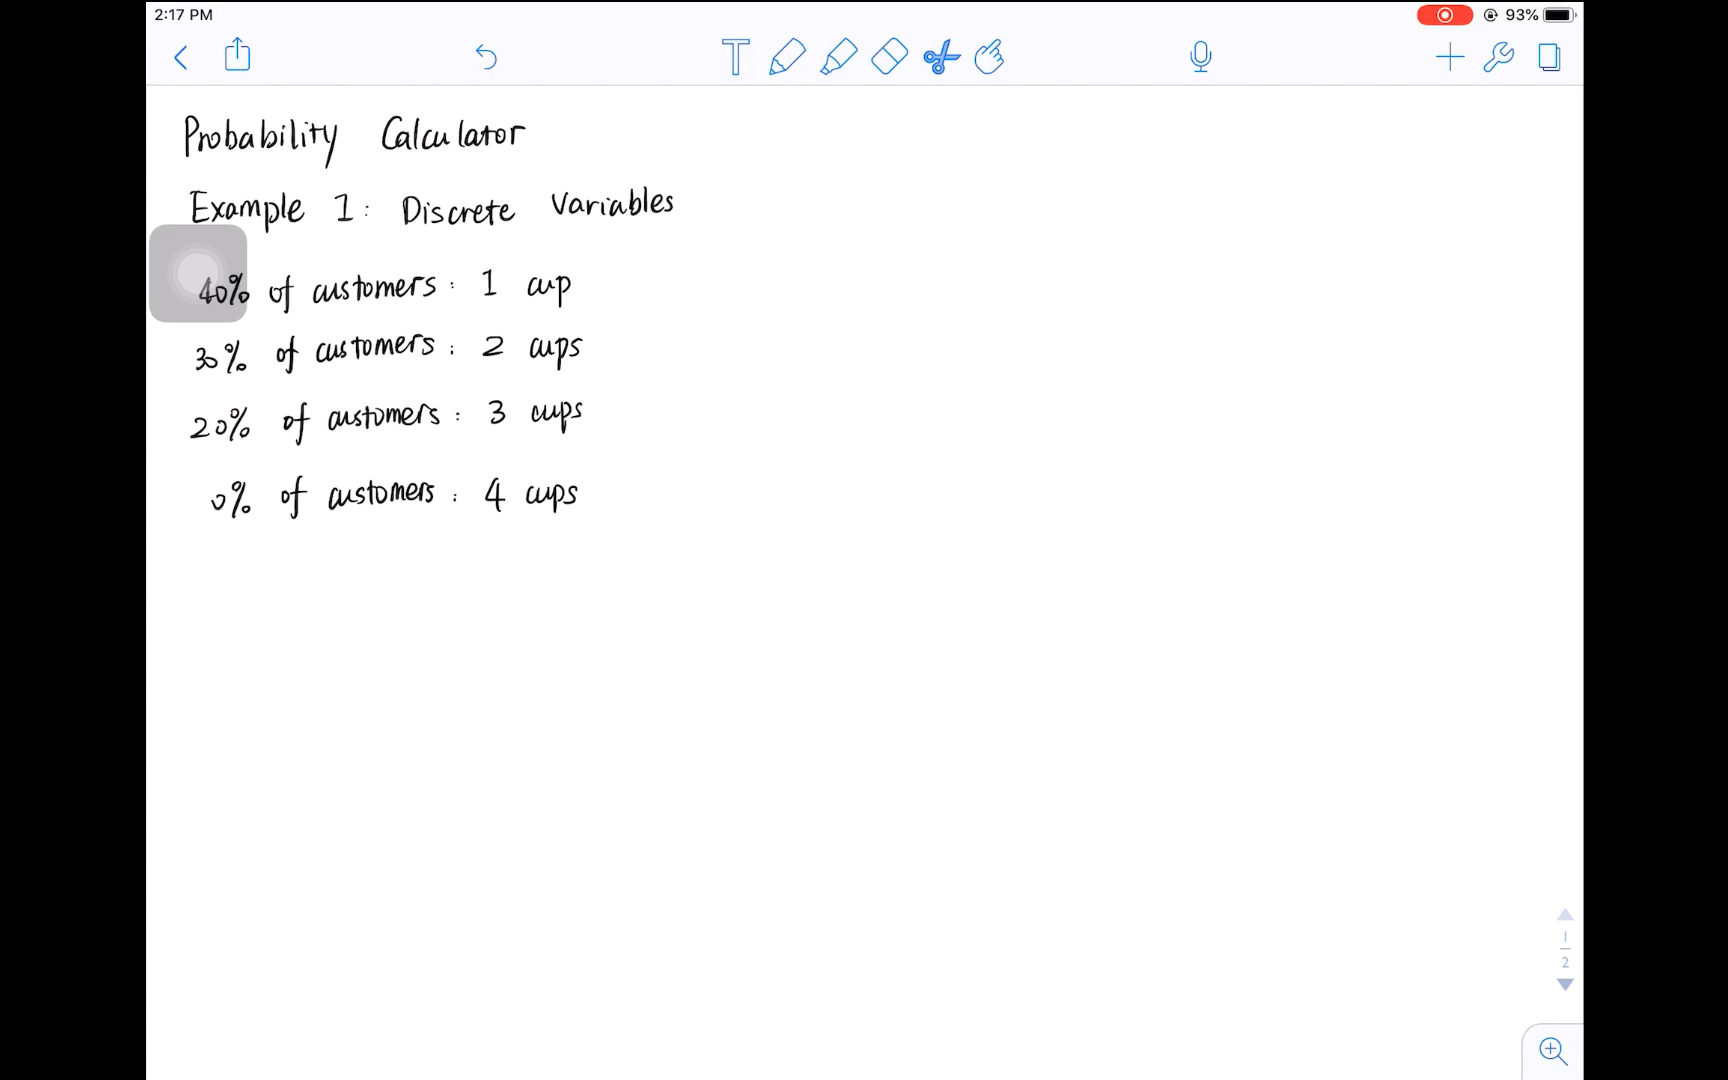 2:17 PM
93%
Probability Calculator
Example 1: Discrete Variables
40% of customers: 1 cup
30% of customers: 2 cups
20% of customers: 3 cups
0% of customers: 4 cups
1
2